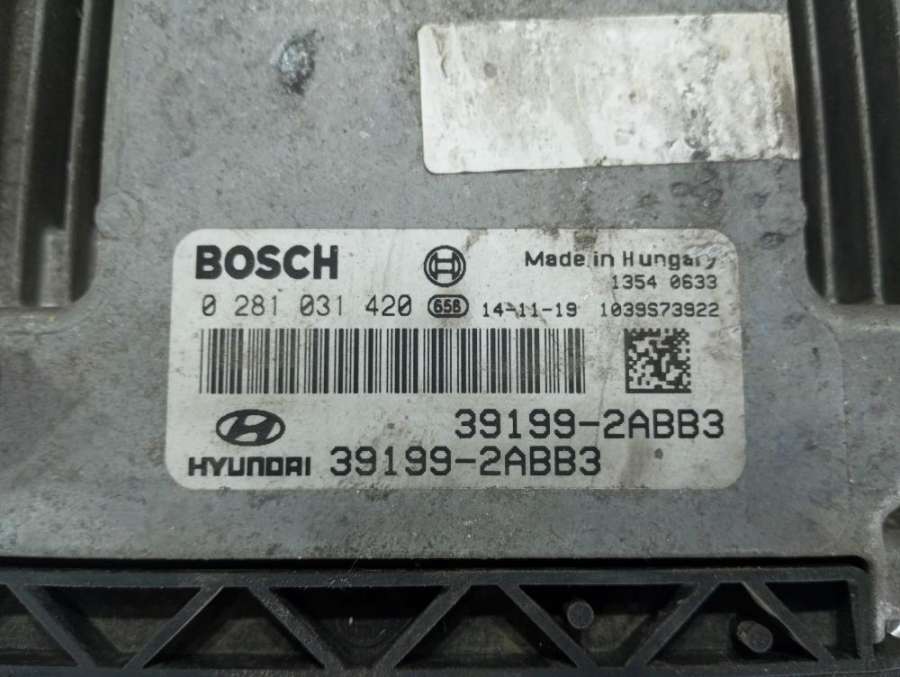 BOSCH
Made in Hungary
1354 0633
0 281 031 420 658 14-11-19 1039S73922
39199-2ABB3
HYUNDAI 39199-2ABB3